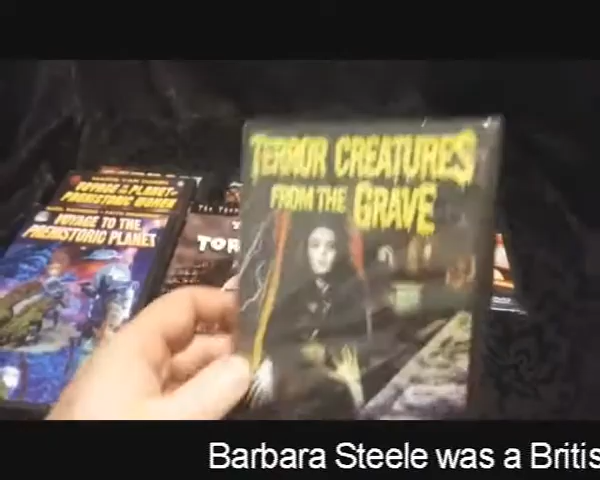 TERROR CREATURES
FROM THE GRAVE
VOYAGE TO THE PLANET
PREHISTORIC WOMEN
VOYAGE TO THE
PREHISTORIC PLANET
TOR
Barbara Steele was a Britis